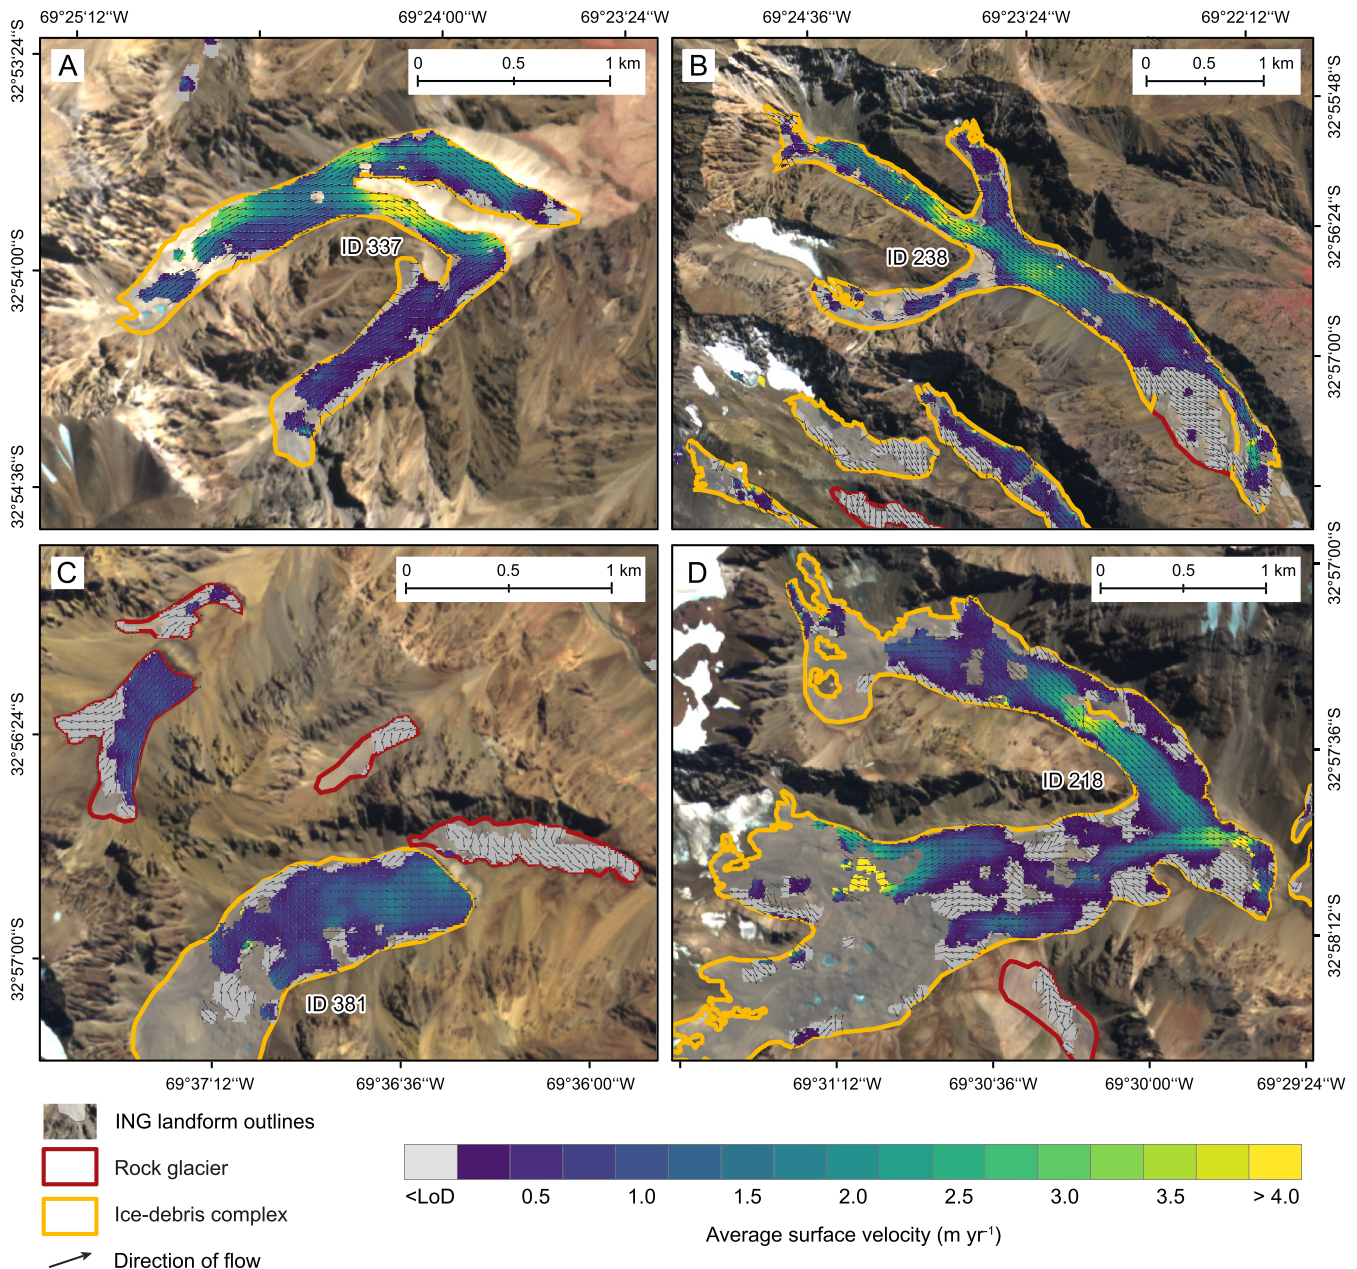 69°25'12‘‘W
69°24'00‘‘W
69°23'24‘‘W
69°24'36‘‘W
69°23'24‘‘W
69°22'12‘‘W
32°53'24‘‘S
32°54'00‘‘S
32°54'36‘‘S
A
0
0.5
1 km
ID 337
B
0
0.5
1 km
ID 238
32°55'48‘‘S
32°56'24‘‘S
32°57'00‘‘S
32°56'24‘‘S
32°57'00‘‘S
C
0
0.5
1 km
ID 381
D
0
0.5
1 km
ID 218
32°57'00‘‘S
32°57'36‘‘S
32°58'12‘‘S
69°37'12‘‘W
69°36'36‘‘W
69°36'00‘‘W
69°31'12‘‘W
69°30'36‘‘W
69°30'00‘‘W
69°29'24‘‘W
ING landform outlines
Rock glacier
Ice-debris complex
Direction of flow
<LoD 0.5 1.0 1.5 2.0 2.5 3.0 3.5 > 4.0
Average surface velocity (m yr⁻¹)